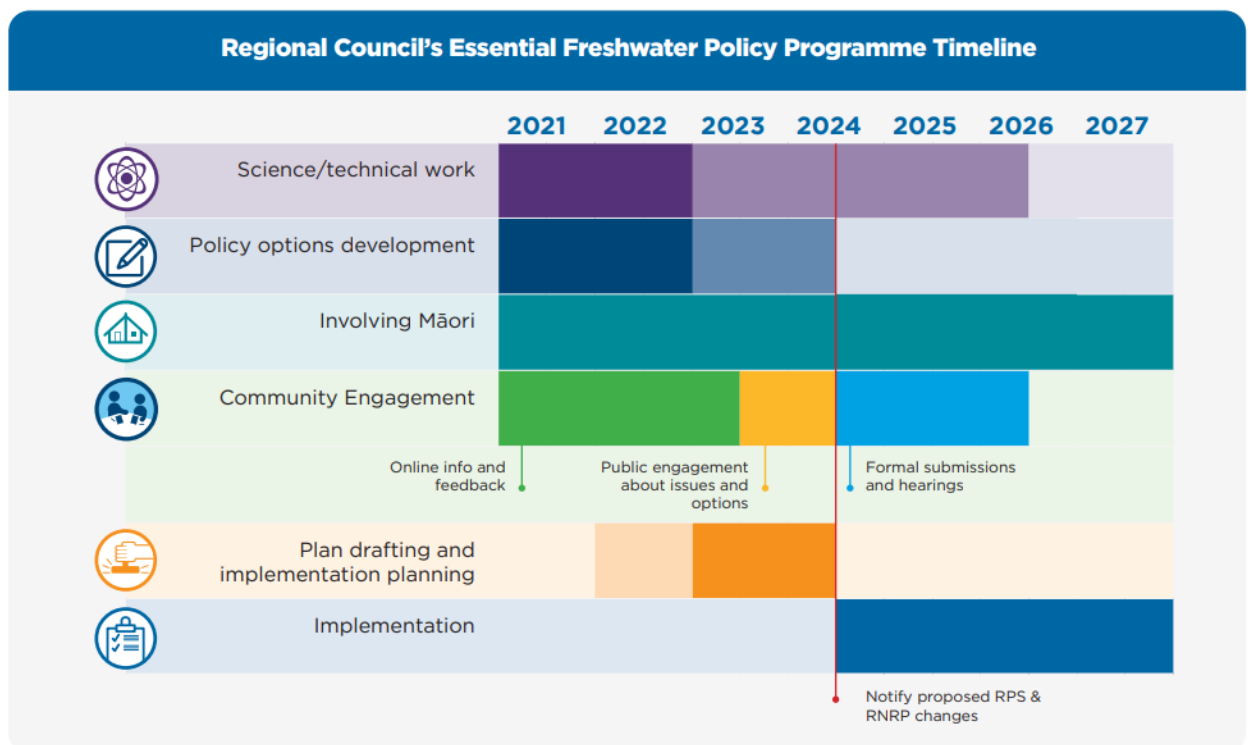 Regional Council's Essential Freshwater Policy Programme Timeline
2021 2022 2023 2024 2025 2026 2027
Science/technical work
Policy options development
Involving Māori
Community Engagement
Online info and
feedback
Public engagement
about issues and
options
Formal submissions
and hearings
Plan drafting and
implementation planning
Implementation
Notify proposed RPS &
RNRP changes